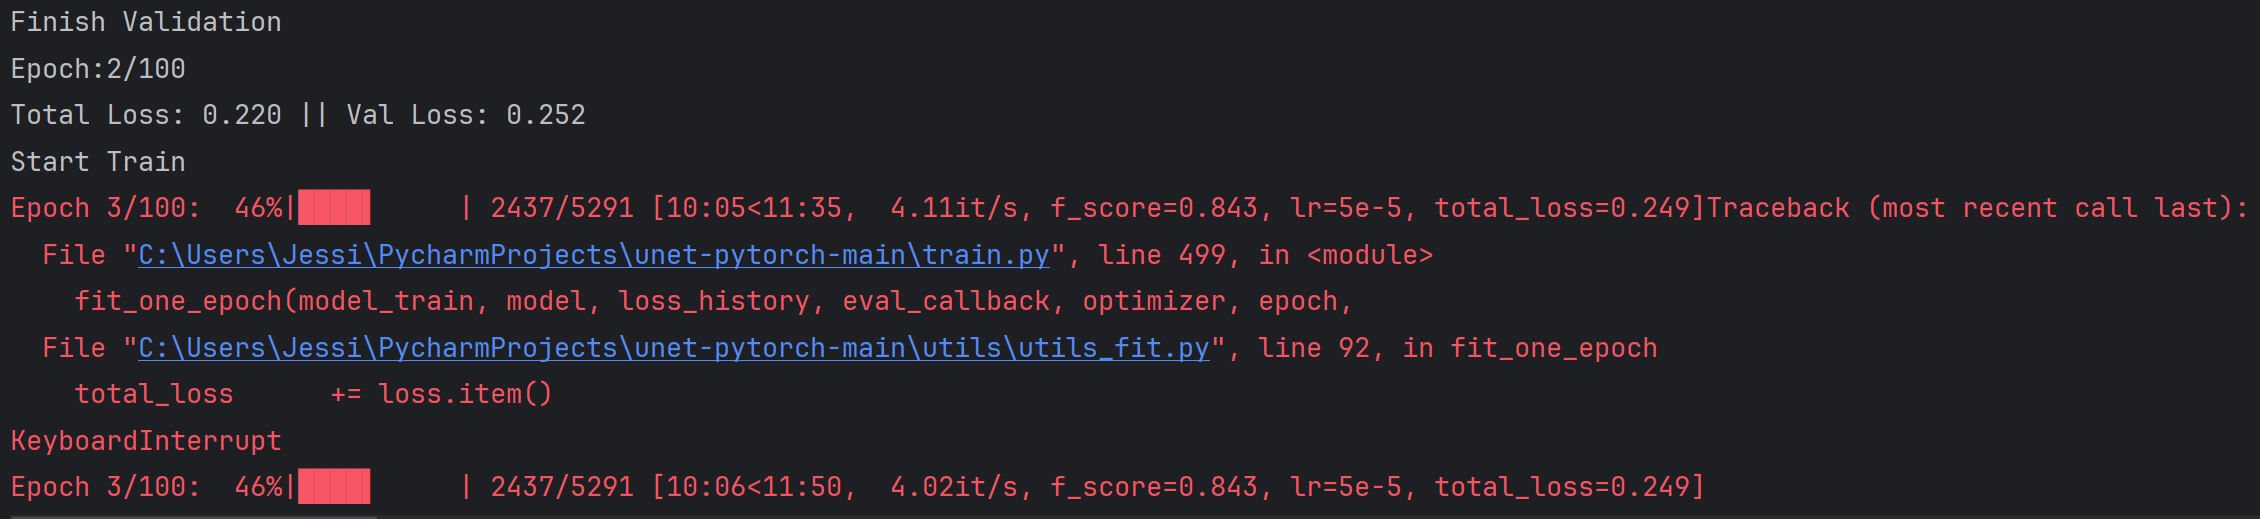 Finish Validation
Epoch:2/100
Total Loss: 0.220 || Val Loss: 0.252
Start Train
Epoch 3/100:  46%|█████     | 2437/5291 [10:05<11:35,  4.11it/s, f_score=0.843, lr=5e-5, total_loss=0.249]Traceback (most recent call last):
  File "C:\Users\Jessi\PycharmProjects\unet-pytorch-main\train.py", line 499, in <module>
    fit_one_epoch(model_train, model, loss_history, eval_callback, optimizer, epoch,
  File "C:\Users\Jessi\PycharmProjects\unet-pytorch-main\utils\utils_fit.py", line 92, in fit_one_epoch
    total_loss      += loss.item()
KeyboardInterrupt
Epoch 3/100:  46%|█████     | 2437/5291 [10:06<11:50,  4.02it/s, f_score=0.843, lr=5e-5, total_loss=0.249]